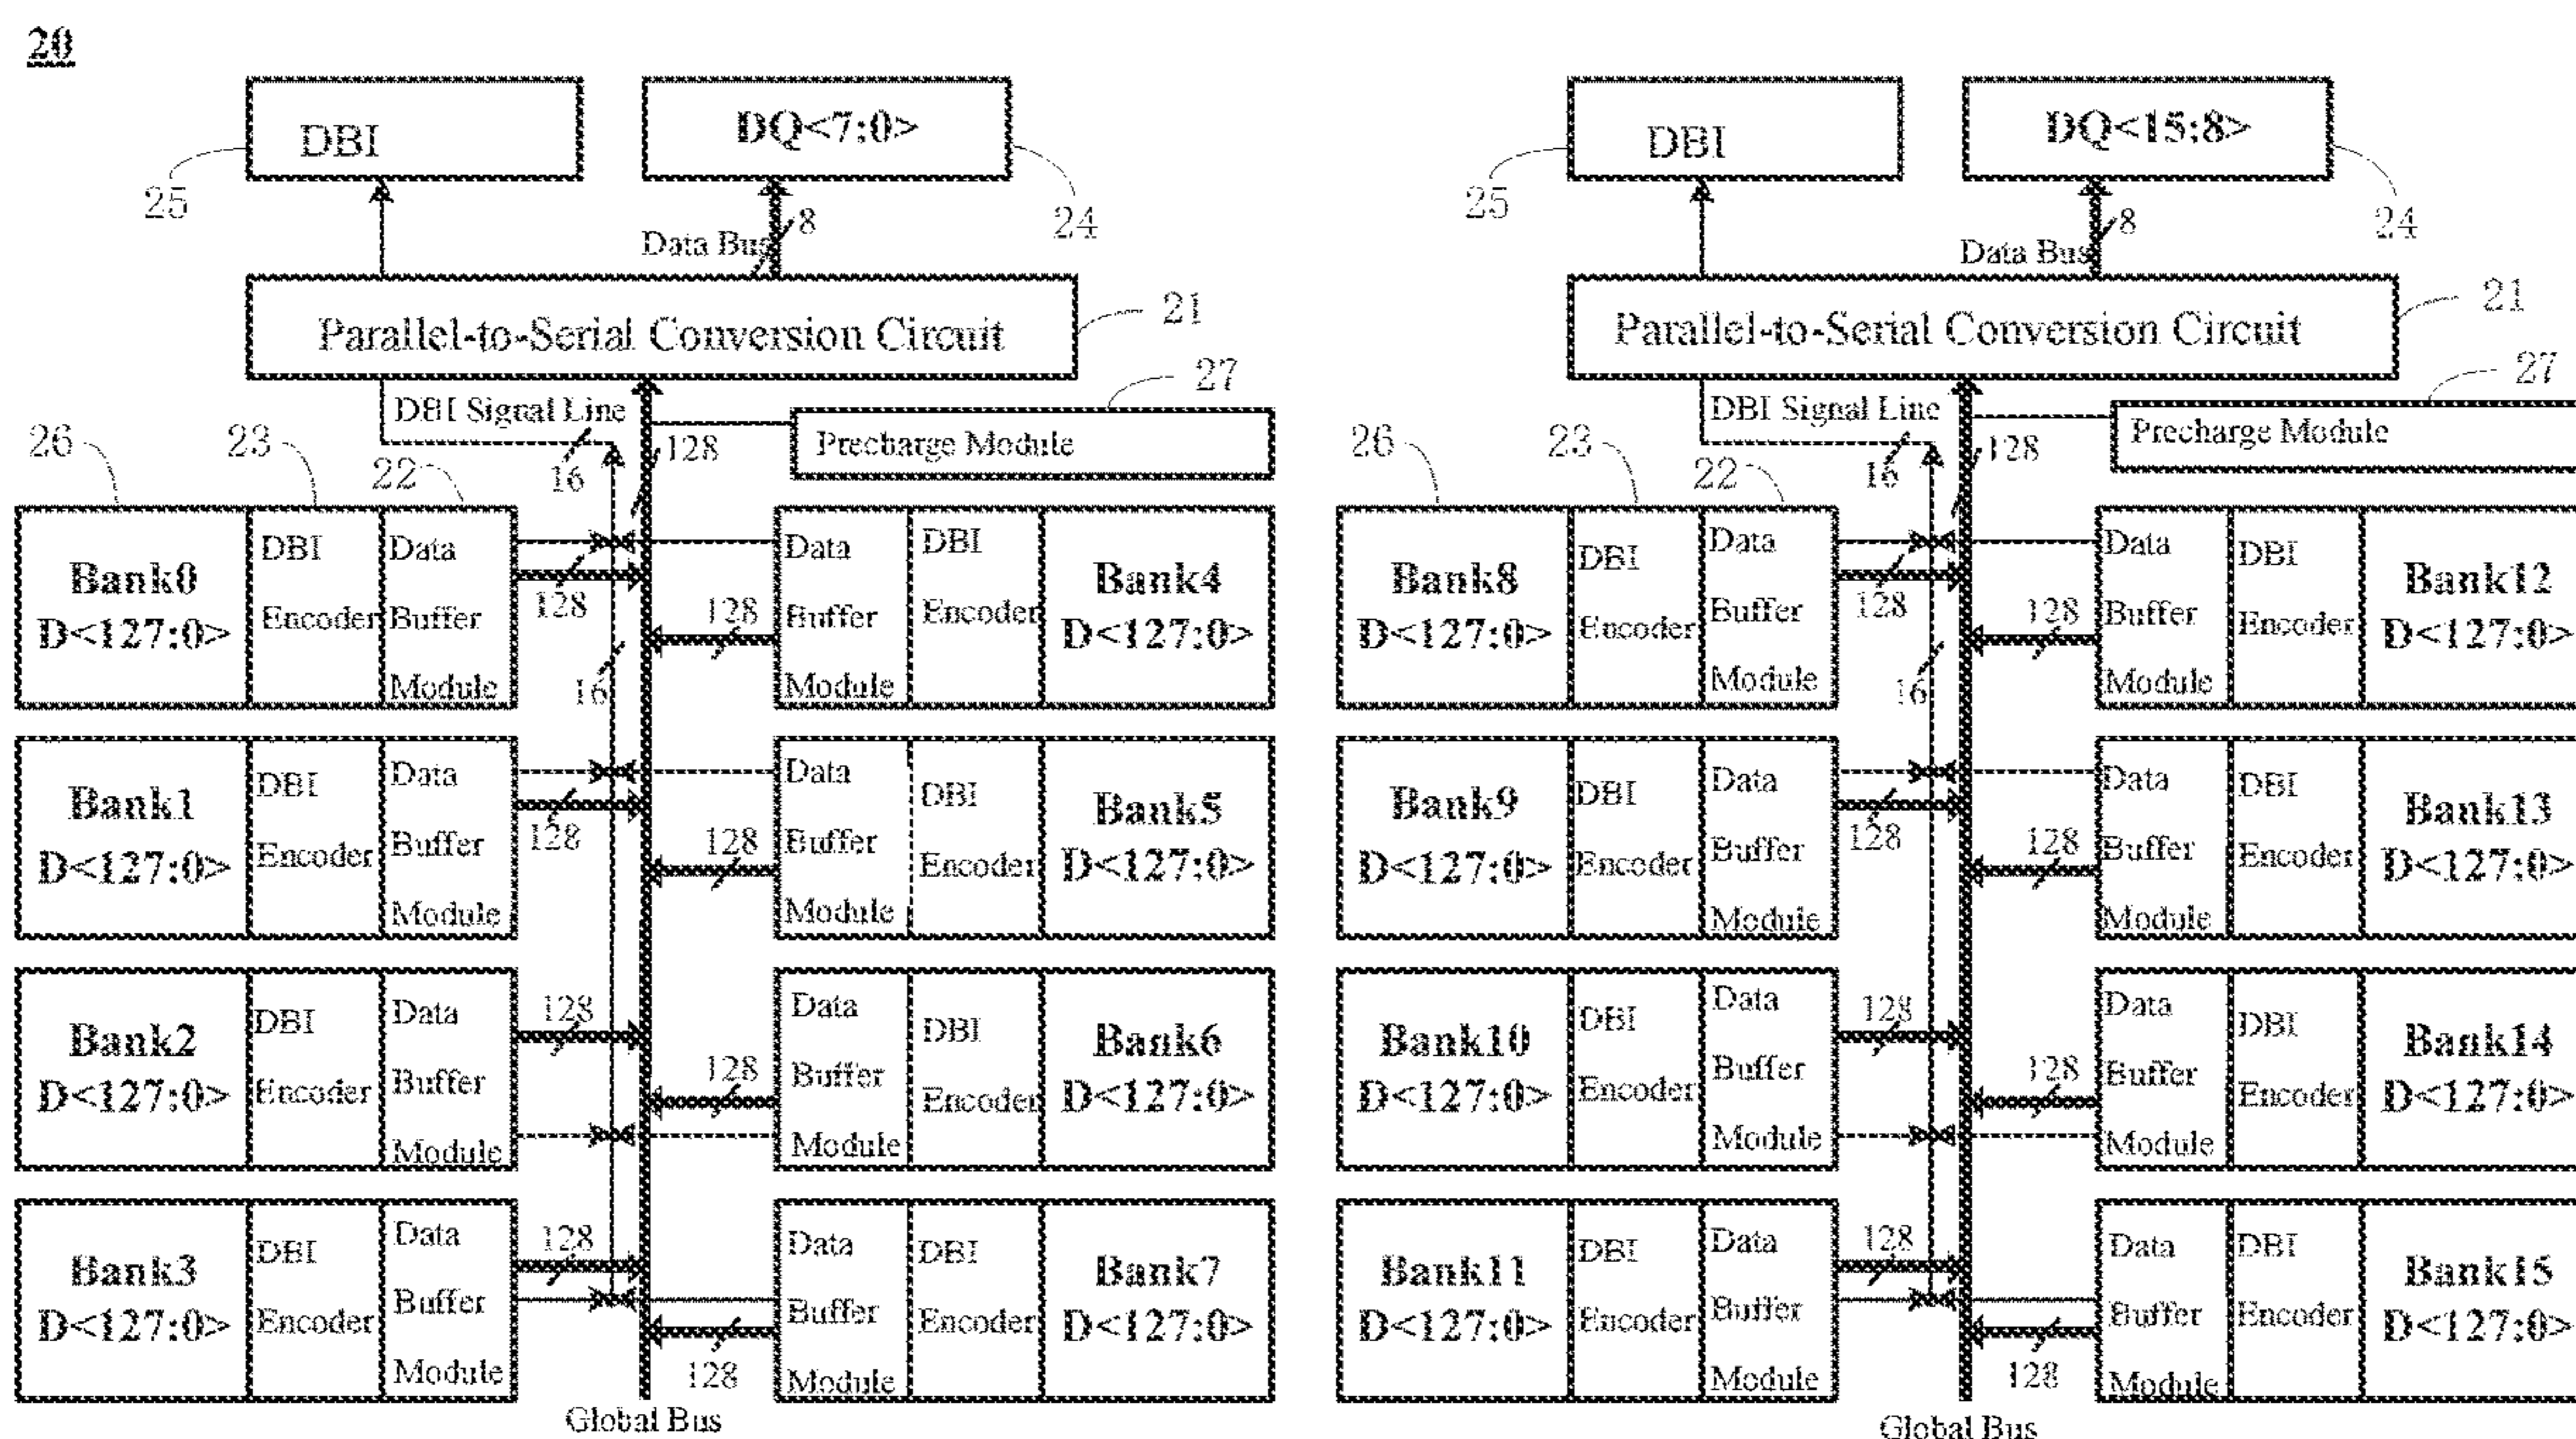 20
DBI
DQ<7:0>
25
24
Data Bus
8
Parallel-to-Serial Conversion Circuit
21
27
DBI Signal Line
16
128
Precharge Module
26
23
22
Bank0
D<127:0>
DBI
Encoder
Data
Buffer
Module
128
16
128
Data
Buffer
Module
DBI
Encoder
Bank4
D<127:0>
Bank1
D<127:0>
DBI
Encoder
Data
Buffer
Module
128
128
Data
Buffer
Module
DBI
Encoder
Bank5
D<127:0>
Bank2
D<127:0>
DBI
Encoder
Data
Buffer
Module
128
128
Data
Buffer
Module
DBI
Encoder
Bank6
D<127:0>
Bank3
D<127:0>
DBI
Encoder
Data
Buffer
Module
128
128
Data
Buffer
Module
DBI
Encoder
Bank7
D<127:0>
Global Bus
DBI
DQ<15:8>
25
24
Data Bus
8
Parallel-to-Serial Conversion Circuit
21
27
DBI Signal Line
16
128
Precharge Module
26
23
22
Bank8
D<127:0>
DBI
Encoder
Data
Buffer
Module
128
16
128
Data
Buffer
Module
DBI
Encoder
Bank12
D<127:0>
Bank9
D<127:0>
DBI
Encoder
Data
Buffer
Module
128
128
Data
Buffer
Module
DBI
Encoder
Bank13
D<127:0>
Bank10
D<127:0>
DBI
Encoder
Data
Buffer
Module
128
128
Data
Buffer
Module
DBI
Encoder
Bank14
D<127:0>
Bank11
D<127:0>
DBI
Encoder
Data
Buffer
Module
128
128
Data
Buffer
Module
DBI
Encoder
Bank15
D<127:0>
Global Bus